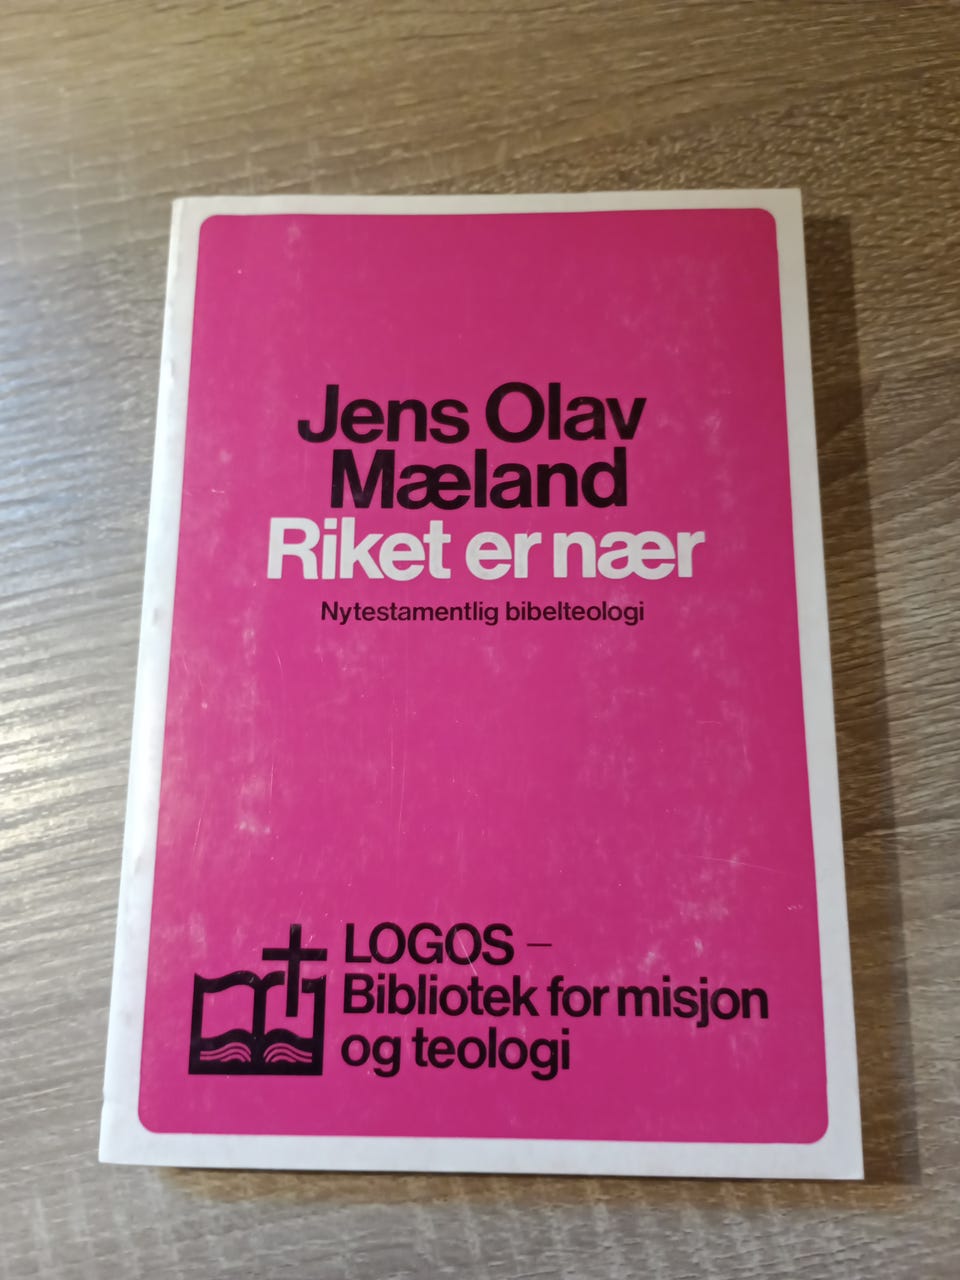 Jens Olav
Mæland
Riket er nær
Nytestamentlig bibelteologi
LOGOS –
Bibliotek for misjon
og teologi